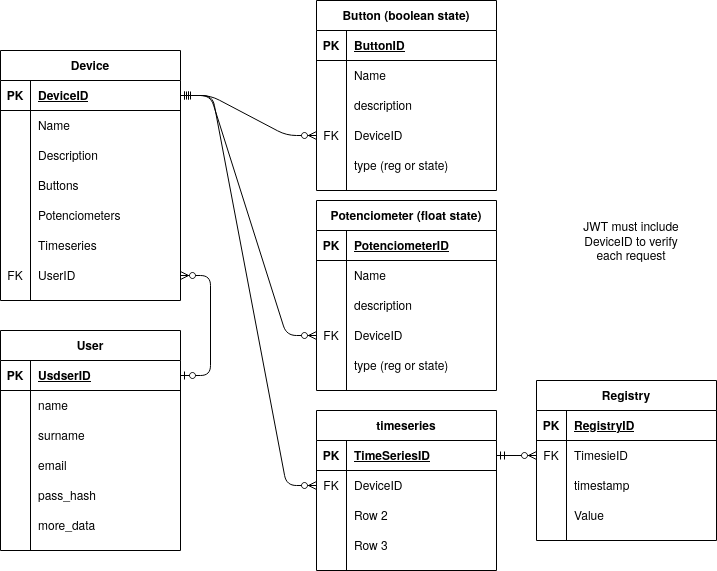 Device
PK DeviceID
Name
Description
Buttons
Potenciometers
Timeseries
FK UserID
User
PK UsdserID
name
surname
email
pass_hash
more_data
Button (boolean state)
PK ButtonID
Name
description
FK DeviceID
type (reg or state)
Potenciometer (float state)
PK PotenciometerID
Name
description
FK DeviceID
type (reg or state)
timeseries
PK TimeSeriesID
FK DeviceID
Row 2
Row 3
JWT must include
DeviceID to verify
each request
Registry
PK RegistryID
FK TimesieID
timestamp
Value